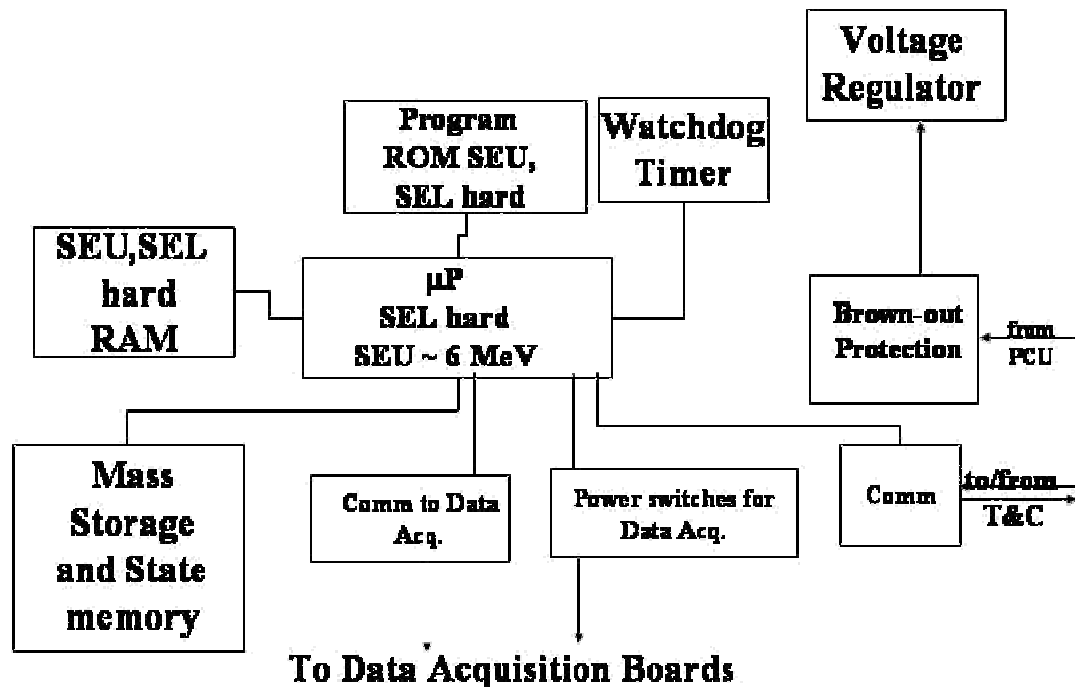 Voltage
Regulator
Program
ROM SEU,
SEL hard
Watchdog
Timer
SEU,SEL
hard
RAM
μP
SEL hard
SEU ~ 6 MeV
Brown-out
Protection
from
PCU
Mass
Storage
and State
memory
Comm to Data
Acq.
Power switches for
Data Acq.
Comm
to/from
T&C
To Data Acquisition Boards